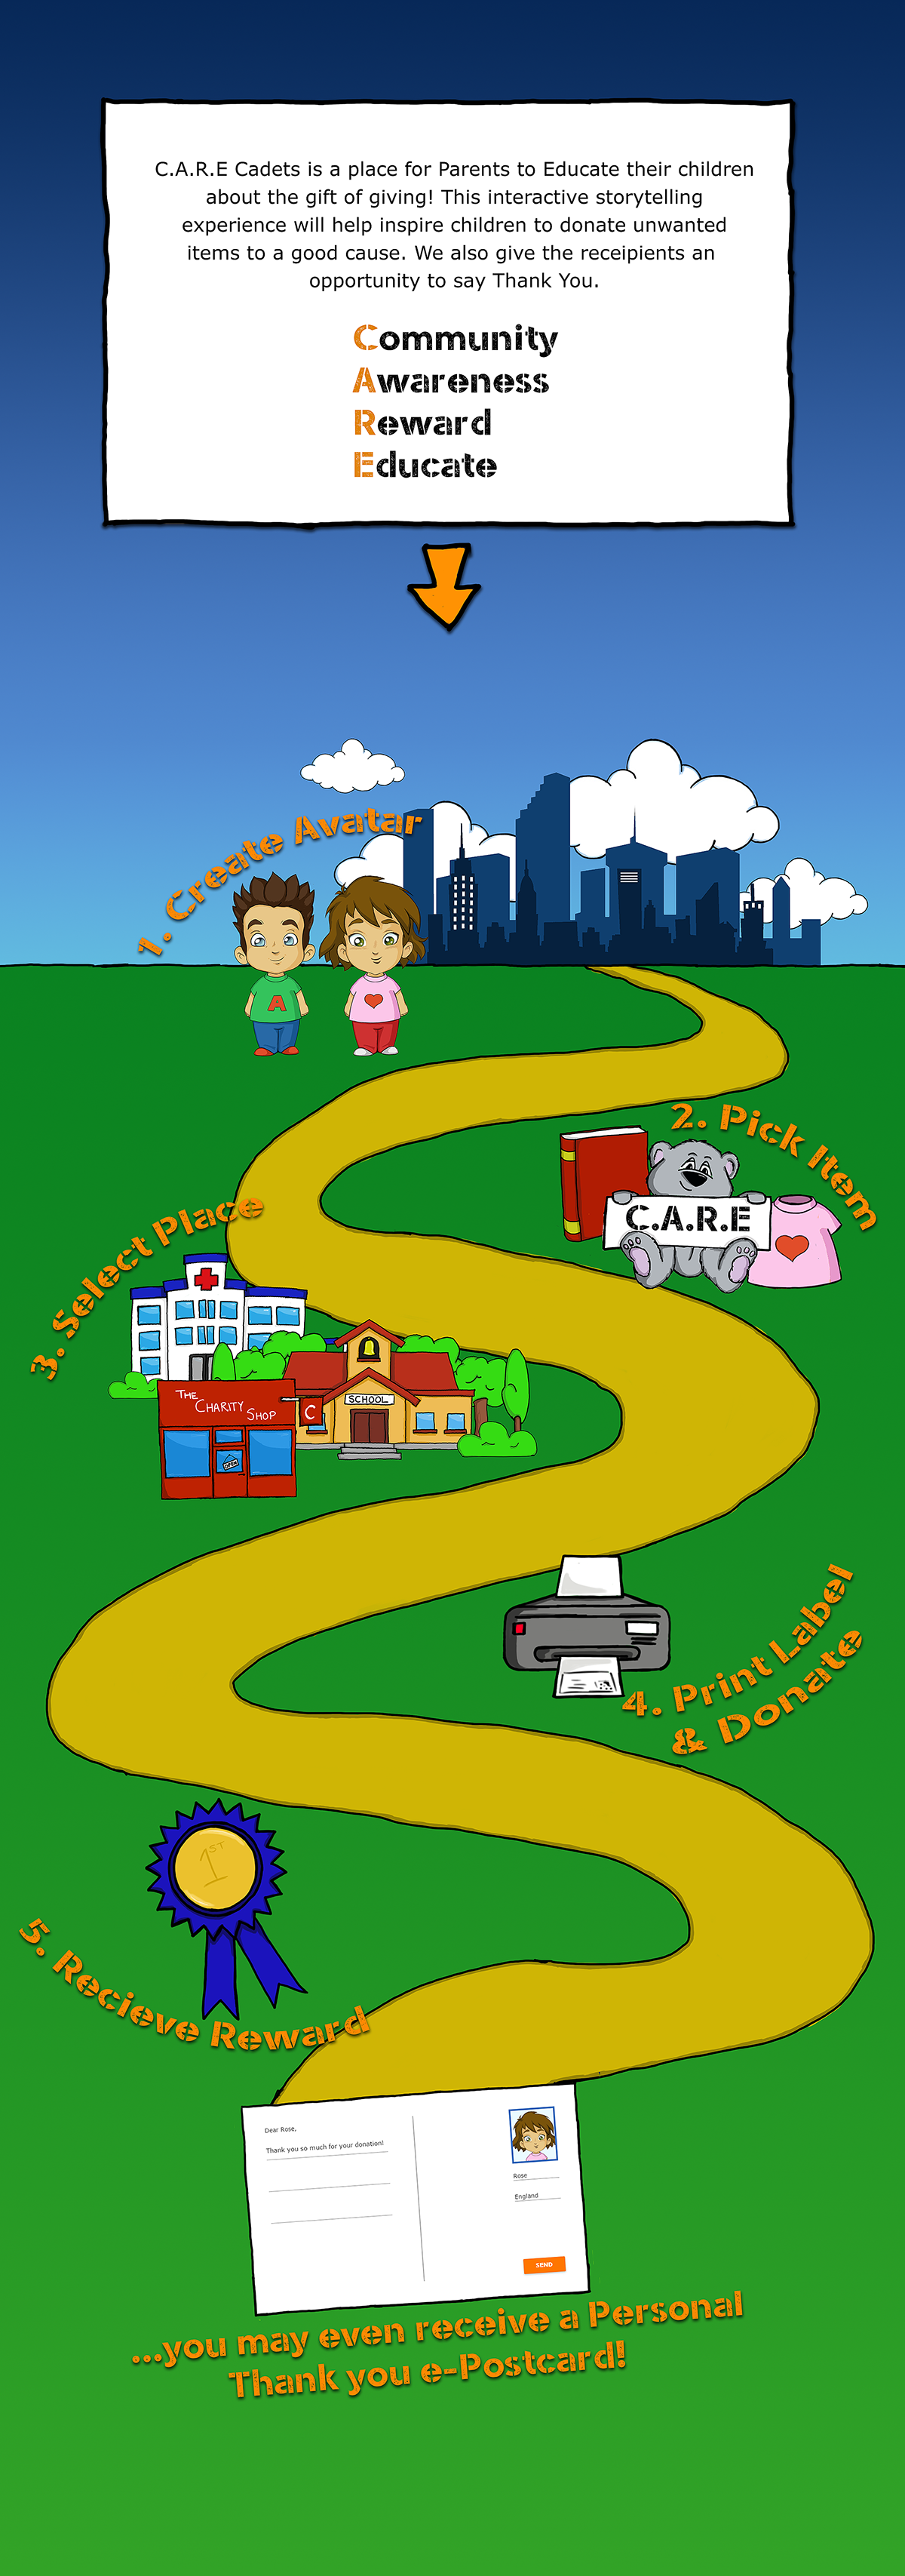 C.A.R.E Cadets is a place for Parents to Educate their children
about the gift of giving! This interactive storytelling
experience will help inspire children to donate unwanted
items to a good cause. We also give the receipients an
opportunity to say Thank You.
Community
Awareness
Reward
Educate
1. Create Avatar
A
2. Pick Item
C.A.R.E
3. Select Place
SCHOOL
THE
CHARITY
SHOP
C
OPEN
4. Print Label
& Donate
1ST
5. Recieve Reward
Dear Rose,
Thank you so much for your donation!
Rose
England
SEND
...you may even receive a Personal
Thank you e-Postcard!